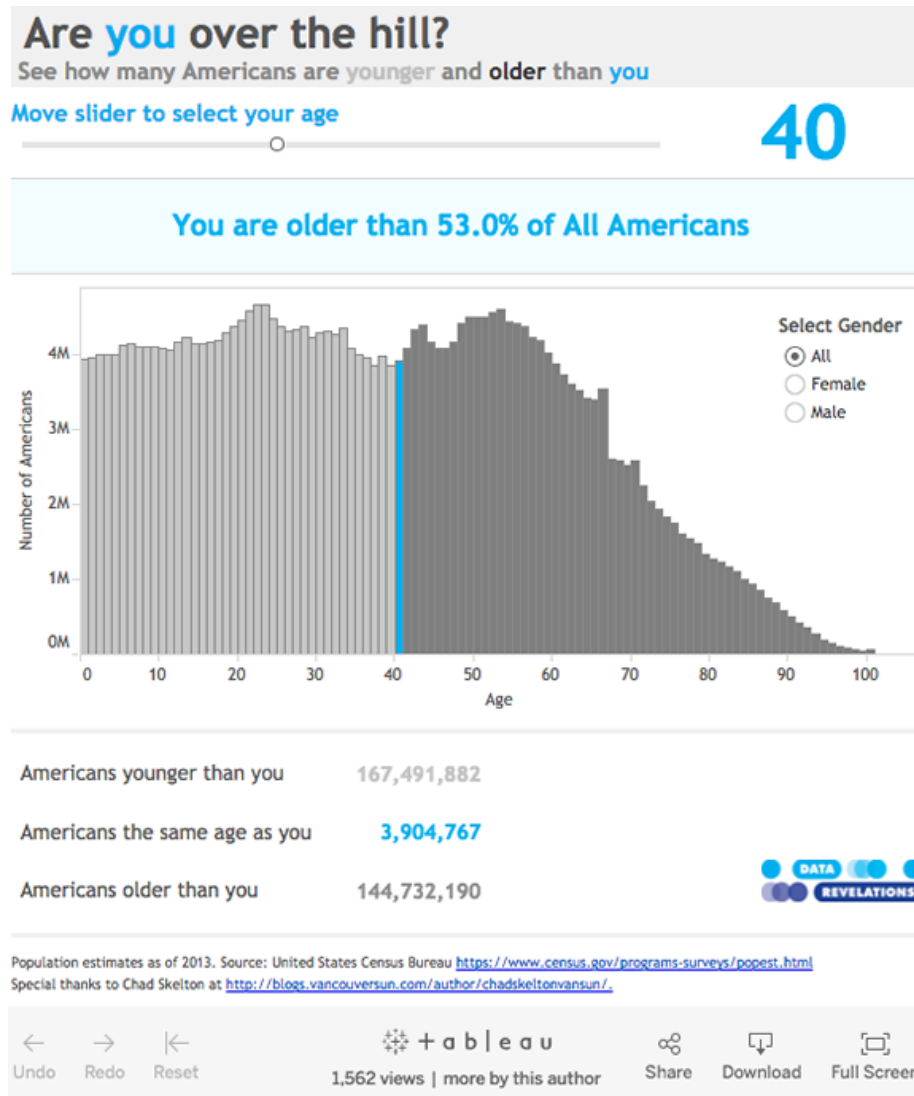 Are you over the hill?
See how many Americans are younger and older than you
Move slider to select your age
40
You are older than 53.0% of All Americans
Select Gender
All
Female
Male
Number of Americans
4M
3M
2M
1M
0M
0 10 20 30 40 50 60 70 80 90 100
Age
Americans younger than you 167,491,882
Americans the same age as you 3,904,767
Americans older than you 144,732,190
DATA
REVELATIONS
Population estimates as of 2013. Source: United States Census Bureau https://www.census.gov/programs-surveys/popest.html
Special thanks to Chad Skelton at http://blogs.vancouversun.com/author/chadskeltonvansun/.
+ a b | e a u
Undo Redo Reset
1,562 views | more by this author
Share Download Full Screen